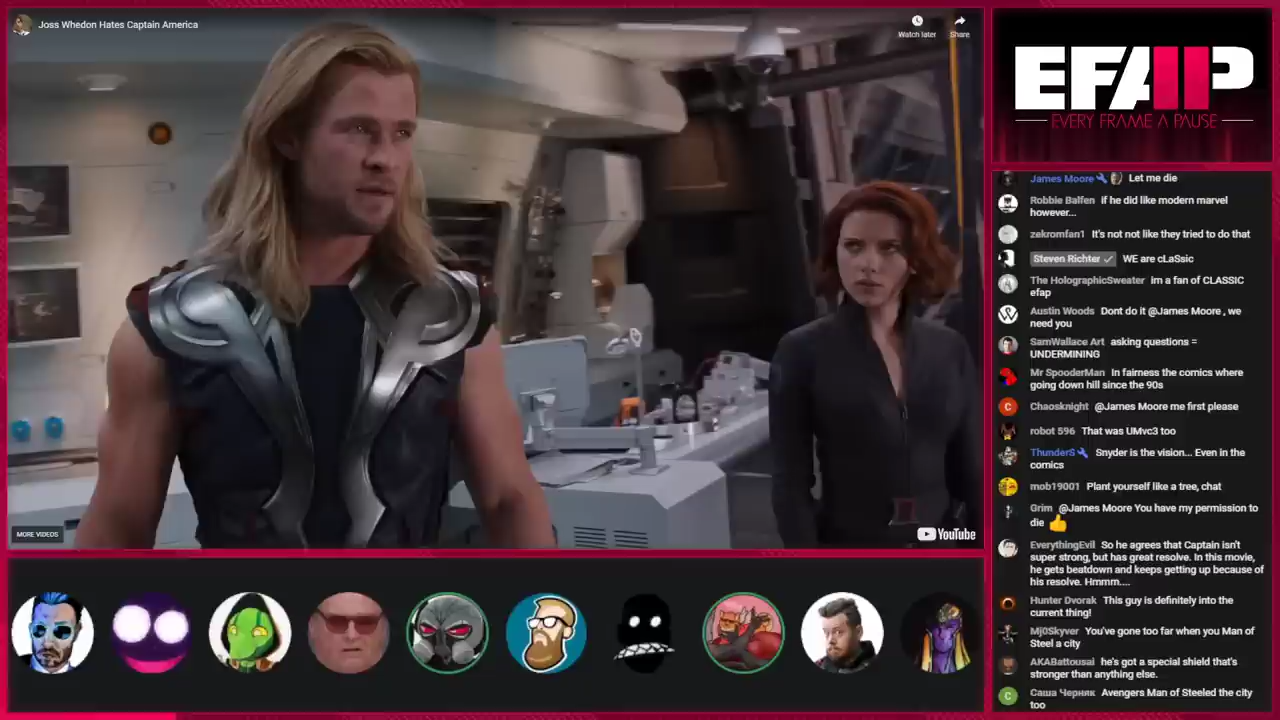 Joss Whedon Hates Captain America
Watch later
Share
MORE VIDEOS
YouTube
EFAP
EVERY FRAME A PAUSE
James Moore Let me die
Robbie Balfen if he did like modern marvel
however...
zekromfan1 It's not not like they tried to do that
Steven Richter WE are cLaSsic
The HolographicSweater im a fan of CLASSIC
efap
Austin Woods Dont do it @James Moore , we
need you
SamWallace Art asking questions =
UNDERMINING
Mr SpooderMan In fairness the comics where
going down hill since the 90s
C
Chaosknight @James Moore me first please
robot 596 That was UMvc3 too
ThunderS Snyder is the vision... Even in the
comics
mob19001 Plant yourself like a tree, chat
Grim @James Moore You have my permission to
die
EverythingEvil So he agrees that Captain isn't
super strong, but has great resolve. In this movie,
he gets beatdown and keeps getting up because of
his resolve. Hmmm....
Hunter Dvorak This guy is definitely into the
current thing!
Mj0Skyver You've gone too far when you Man of
Steel a city
AKABattousai he's got a special shield that's
stronger than anything else.
C
Саша Черняк Avengers Man of Steeled the city
too